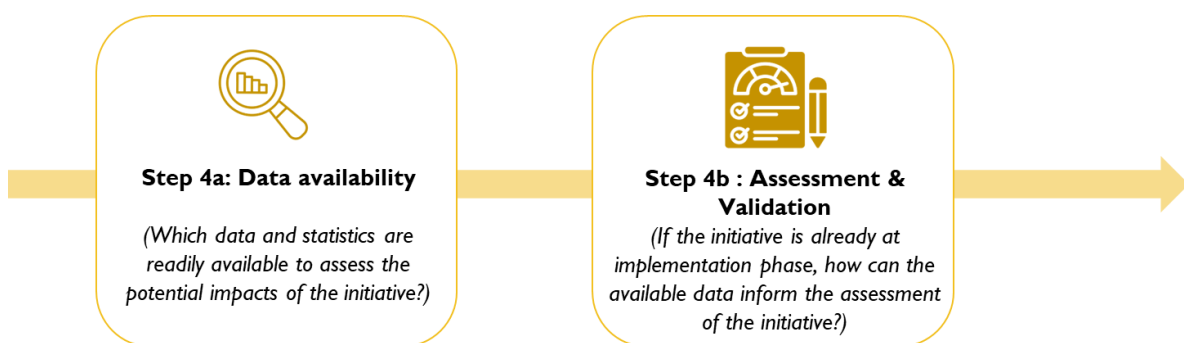 Step 4a: Data availability
(Which data and statistics are
readily available to assess the
potential impacts of the initiative?)
Step 4b : Assessment &
Validation
(If the initiative is already at
implementation phase, how can the
available data inform the assessment
of the initiative?)